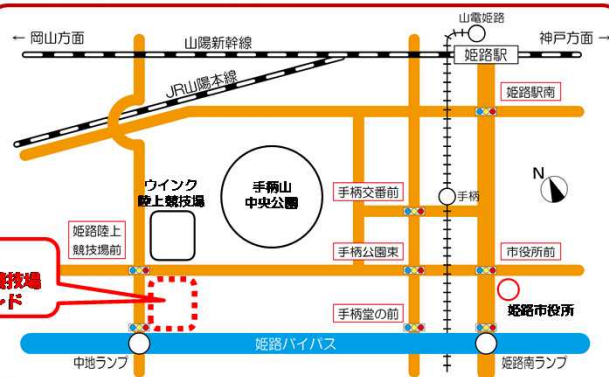 山電姫路
← 岡山方面
山陽新幹線
姫路駅
神戸方面 →
JR山陽本線
姫路駅南
ウインク
陸上競技場
手柄山
中央公園
手柄交番前
手柄
N
姫路陸上
競技場前
手柄公園東
市役所前
競技場
ンド
手柄堂の前
姫路市役所
姫路バイパス
中地ランプ
姫路南ランプ